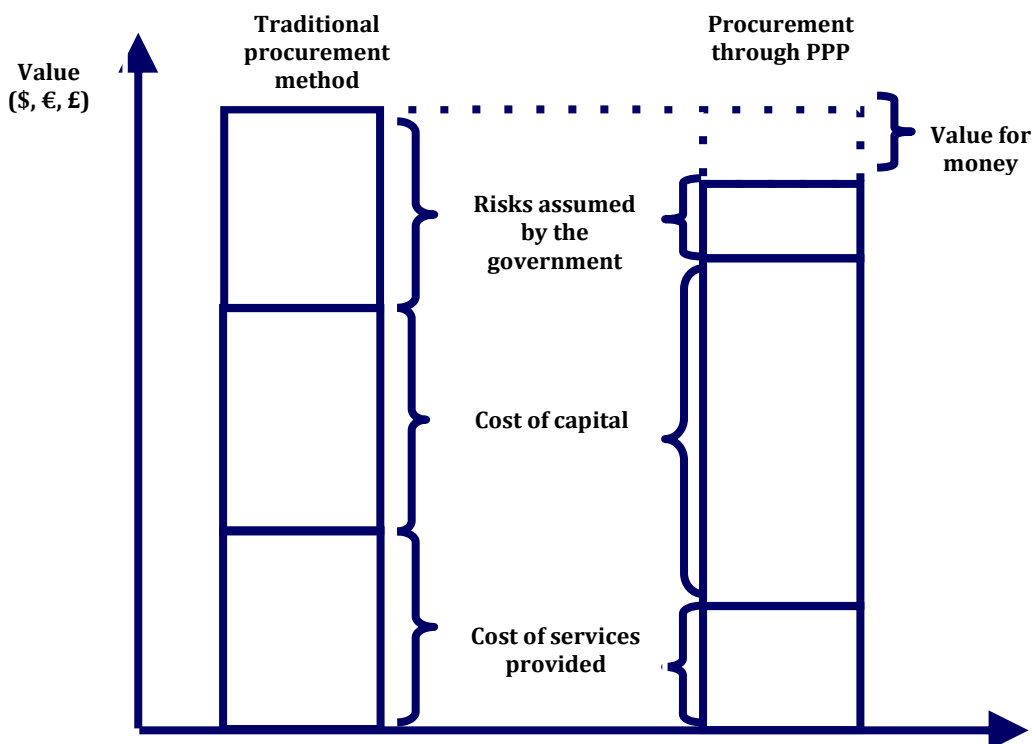 Traditional
procurement
method
Procurement
through PPP
Value
($, €, £)
Value for
money
Risks assumed
by the
government
Cost of capital
Cost of services
provided